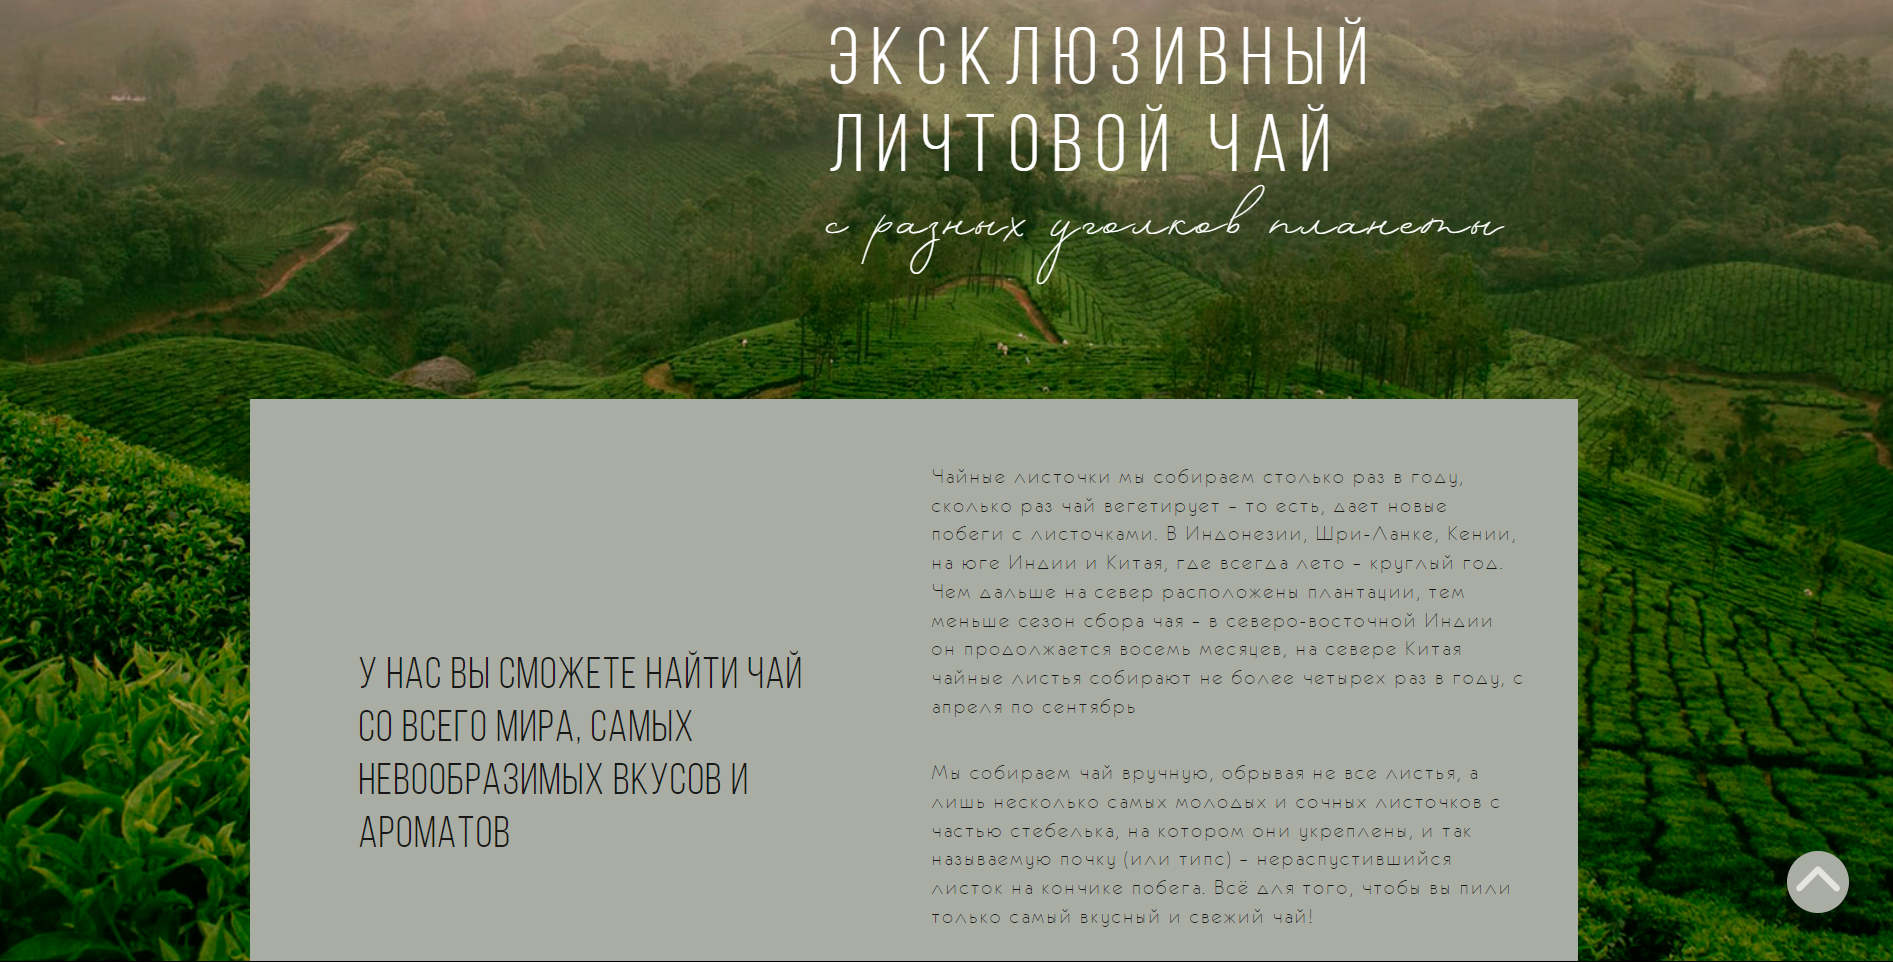 ЭКСКЛЮЗИВНЫЙ
ЛИЧТОВОЙ ЧАЙ
с разных уголков планеты
У НАС ВЫ СМОЖЕТЕ НАЙТИ ЧАЙ
СО ВСЕГО МИРА, САМЫХ
НЕВООБРАЗИМЫХ ВКУСОВ И
АРОМАТОВ
Чайные листочки мы собираем столько раз в году,
сколько раз чай вегетирует – то есть, дает новые
побеги с листочками. В Индонезии, Шри-Ланке, Кении,
на юге Индии и Китая, где всегда лето – круглый год.
Чем дальше на север расположены плантации, тем
меньше сезон сбора чая – в северо-восточной Индии
он продолжается восемь месяцев, на севере Китая
чайные листья собирают не более четырех раз в году, с
апреля по сентябрь
Мы собираем чай вручную, обрывая не все листья, а
лишь несколько самых молодых и сочных листочков с
частью стебелька, на котором они укреплены, и так
называемую почку (или типс) – нераспустившийся
листок на кончике побега. Всё для того, чтобы вы пили
только самый вкусный и свежий чай!